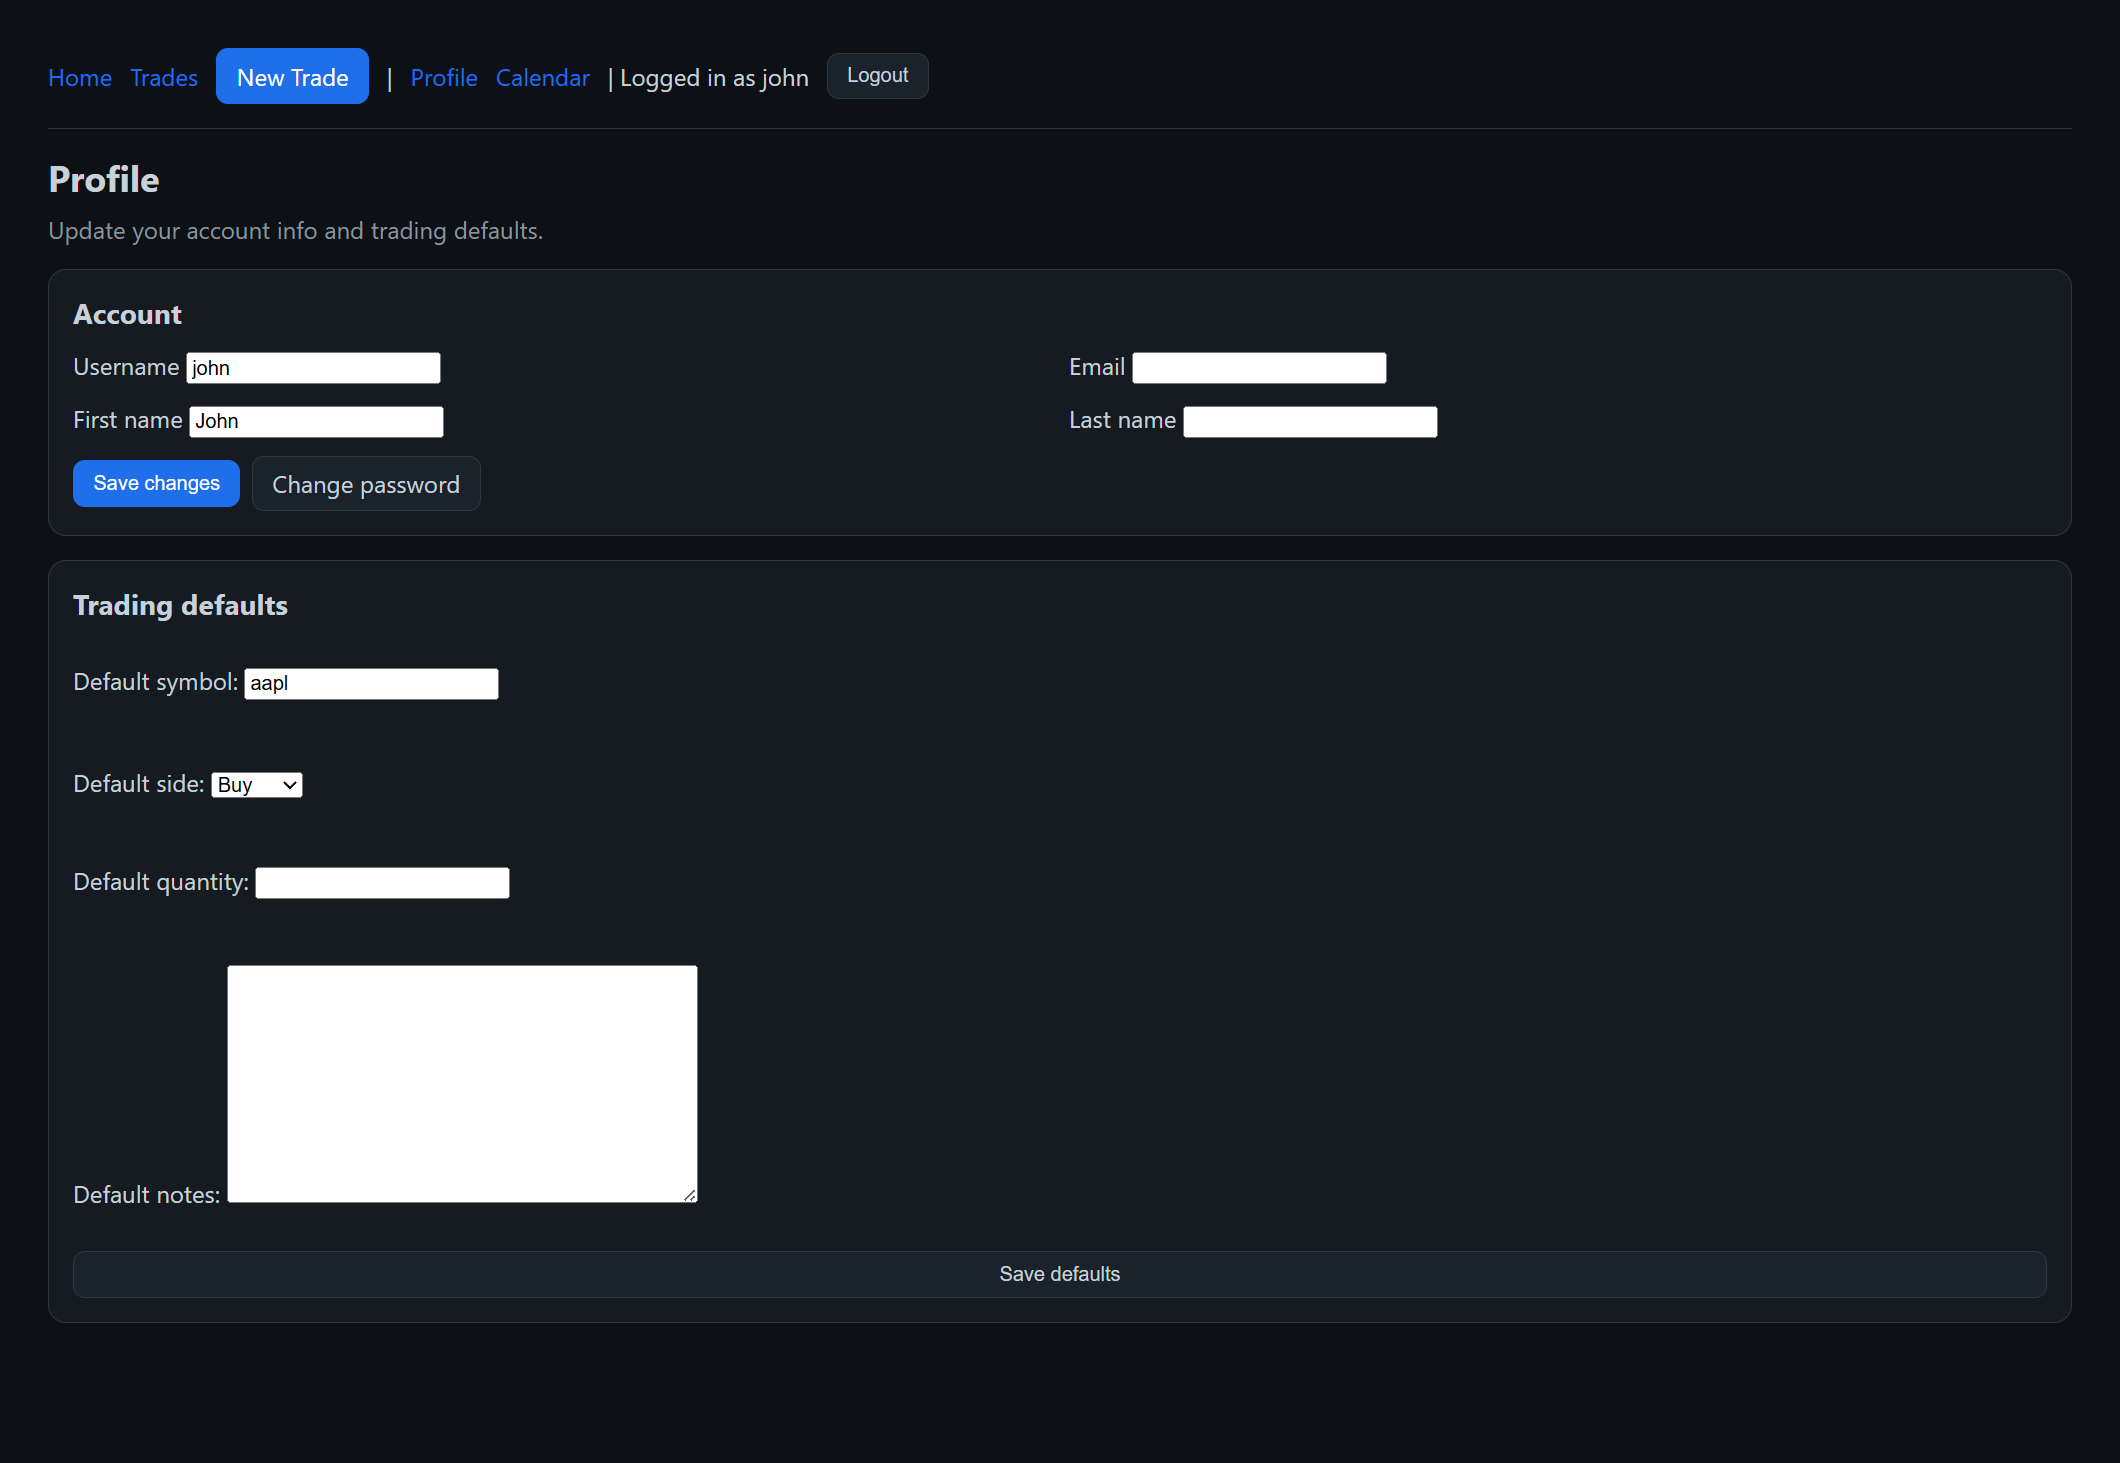 Home Trades New Trade | Profile Calendar | Logged in as john Logout
Profile
Update your account info and trading defaults.
Account
Username john Email
First name John Last name
Save changes Change password
Trading defaults
Default symbol: aapl
Default side: Buy
Default quantity:
Default notes:
Save defaults